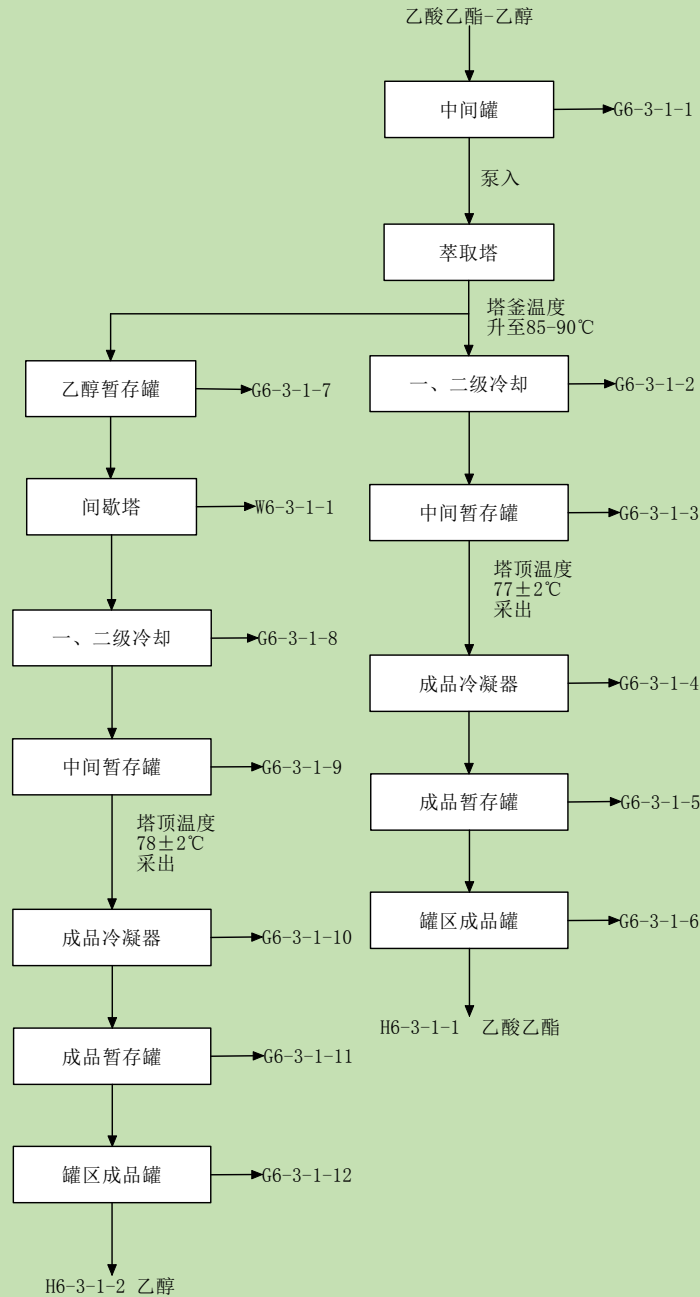 乙酸乙酯-乙醇
中间罐
G6-3-1-1
泵入
萃取塔
塔釜温度
升至85-90℃
乙醇暂存罐
G6-3-1-7
一、二级冷却
G6-3-1-2
间歇塔
W6-3-1-1
中间暂存罐
G6-3-1-3
塔顶温度
77±2℃
采出
一、二级冷却
G6-3-1-8
成品冷凝器
G6-3-1-4
中间暂存罐
G6-3-1-9
成品暂存罐
G6-3-1-5
塔顶温度
78±2℃
采出
罐区成品罐
G6-3-1-6
成品冷凝器
G6-3-1-10
H6-3-1-1 乙酸乙酯
成品暂存罐
G6-3-1-11
罐区成品罐
G6-3-1-12
H6-3-1-2 乙醇